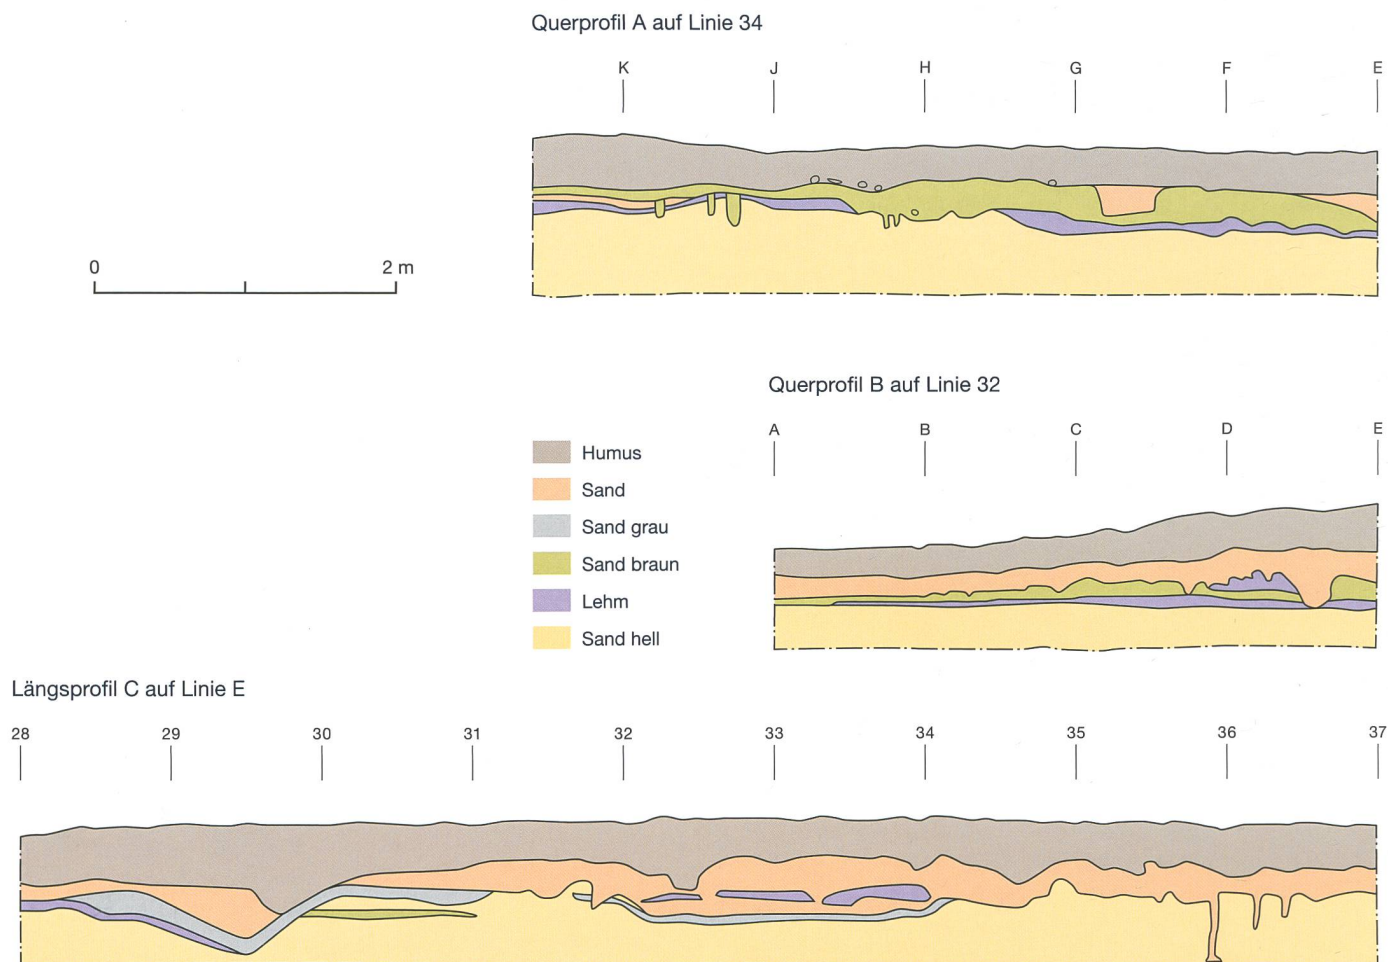 Querprofil A auf Linie 34
K J H G F E
0 2 m
Querprofil B auf Linie 32
A B C D E
Humus
Sand
Sand grau
Sand braun
Lehm
Sand hell
Längsprofil C auf Linie E
28 29 30 31 32 33 34 35 36 37